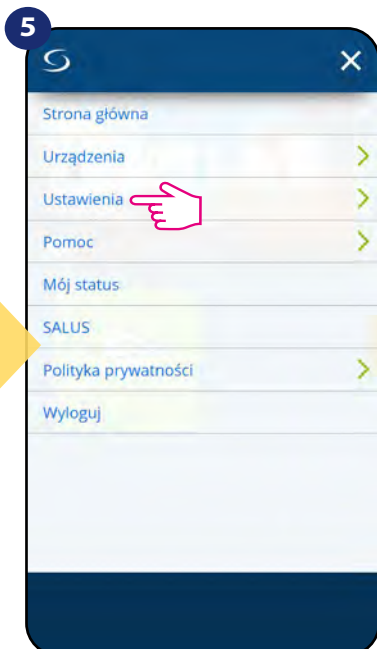 5
Strona główna
Urządzenia
Ustawienia
Pomoc
Mój status
SALUS
Polityka prywatności
Wyloguj